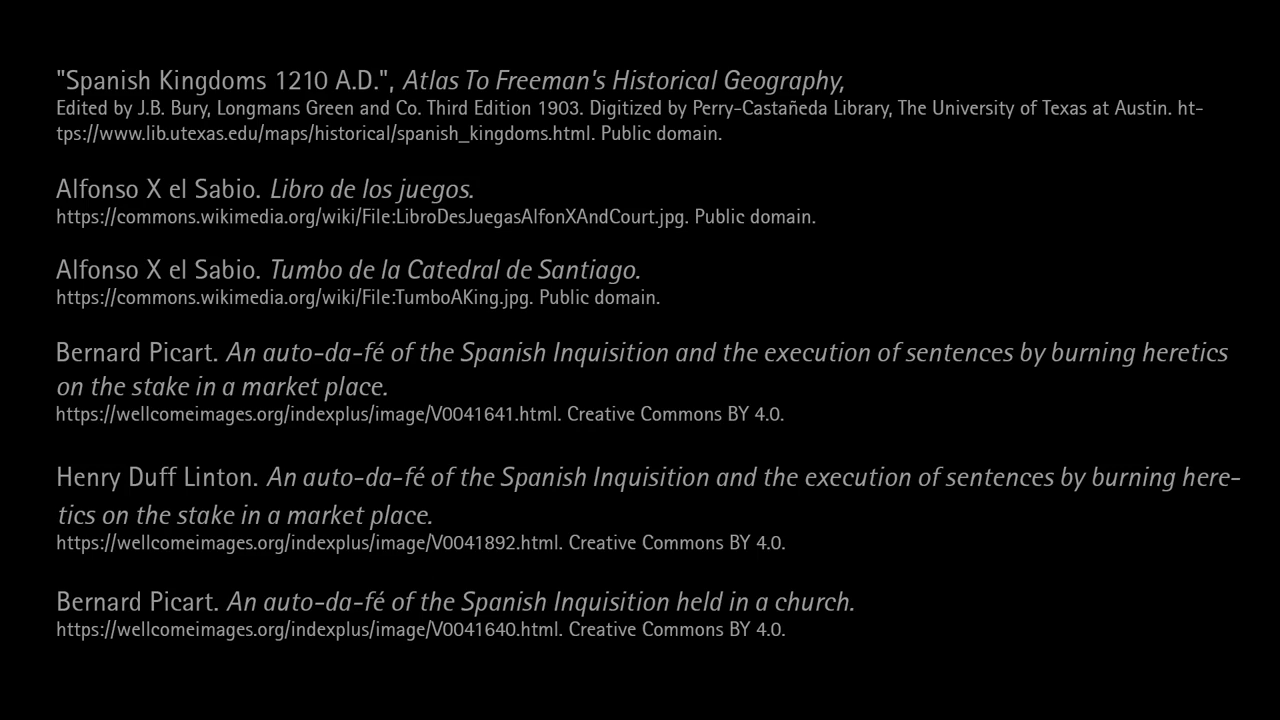 "Spanish Kingdoms 1210 A.D.", Atlas To Freeman's Historical Geography,
Edited by J.B. Bury, Longmans Green and Co. Third Edition 1903. Digitized by Perry-Castañeda Library, The University of Texas at Austin. ht-
tps://www.lib.utexas.edu/maps/historical/spanish_kingdoms.html. Public domain.
Alfonso X el Sabio. Libro de los juegos.
https://commons.wikimedia.org/wiki/File:LibroDesJuegasAlfonXAndCourt.jpg. Public domain.
Alfonso X el Sabio. Tumbo de la Catedral de Santiago.
https://commons.wikimedia.org/wiki/File:TumboAKing.jpg. Public domain.
Bernard Picart. An auto-da-fé of the Spanish Inquisition and the execution of sentences by burning heretics
on the stake in a market place.
https://wellcomeimages.org/indexplus/image/V0041641.html. Creative Commons BY 4.0.
Henry Duff Linton. An auto-da-fé of the Spanish Inquisition and the execution of sentences by burning here-
tics on the stake in a market place.
https://wellcomeimages.org/indexplus/image/V0041892.html. Creative Commons BY 4.0.
Bernard Picart. An auto-da-fé of the Spanish Inquisition held in a church.
https://wellcomeimages.org/indexplus/image/V0041640.html. Creative Commons BY 4.0.